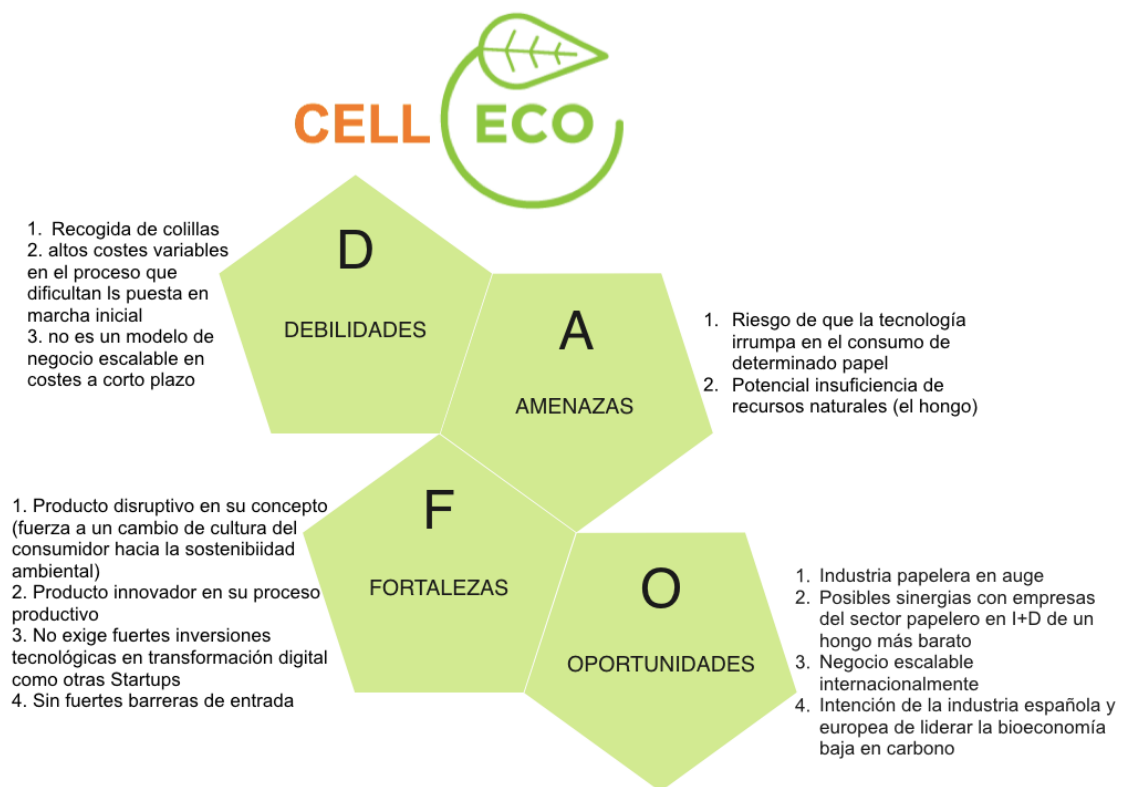 CELL ECO
1. Recogida de colillas
2. altos costes variables
en el proceso que
dificultan ls puesta en
marcha inicial
3. no es un modelo de
negocio escalable en
costes a corto plazo
D
DEBILIDADES
A
AMENAZAS
1. Riesgo de que la tecnología
irrumpa en el consumo de
determinado papel
2. Potencial insuficiencia de
recursos naturales (el hongo)
1. Producto disruptivo en su concepto
(fuerza a un cambio de cultura del
consumidor hacia la sostenibiidad
ambiental)
2. Producto innovador en su proceso
productivo
3. No exige fuertes inversiones
tecnológicas en transformación digital
como otras Startups
4. Sin fuertes barreras de entrada
F
FORTALEZAS
O
OPORTUNIDADES
1. Industria papelera en auge
2. Posibles sinergias con empresas
del sector papelero en I+D de un
hongo más barato
3. Negocio escalable
internacionalmente
4. Intención de la industria española y
europea de liderar la bioeconomía
baja en carbono